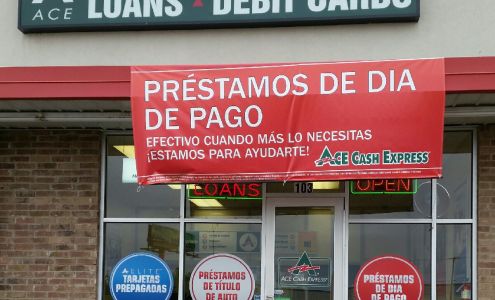 ACE
LOANS DEBIT CARDS
PRÉSTAMOS DE DIA
DE PAGO
EFECTIVO CUANDO MÁS LO NECESITAS
¡ESTAMOS PARA AYUDARTE!
ACE CASH EXPRESS
LOANS
103
OPEN
ELITE
TARJETAS
PREPAGADAS
PRÉSTAMOS
DE TÍTULO
DE AUTO
ACE CASH EXPRESS
PRÉSTAMOS
DE DIA DE
PAGO